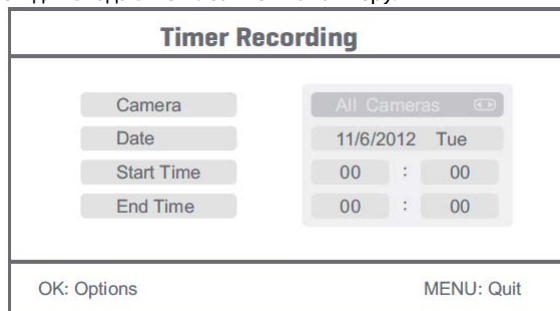 Timer Recording
Camera All Cameras
Date 11/6/2012 Tue
Start Time 00 : 00
End Time 00 : 00
OK: Options MENU: Quit